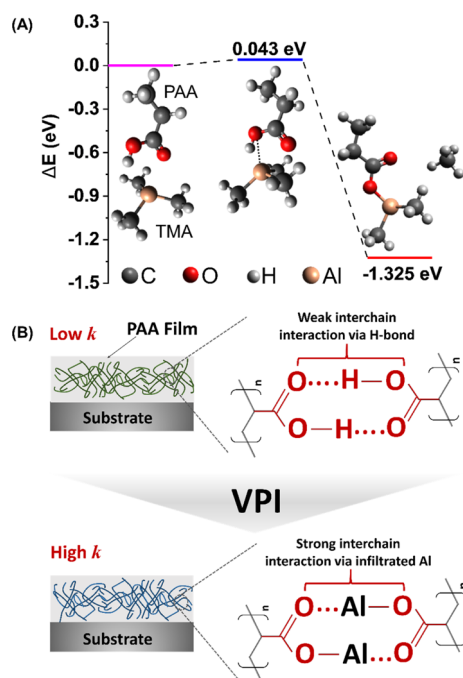 (A)
0.3
0.0
-0.3
-0.6
-0.9
-1.2
-1.5
ΔE (eV)
0.043 eV
PAA
TMA
C O H Al
-1.325 eV
(B)
Low k
PAA Film
Substrate
Weak interchain
interaction via H-bond
n
O....H—O
n
O—H....O
VPI
High k
Substrate
Strong interchain
interaction via infiltrated Al
n
O...Al—O
n
O—Al...O